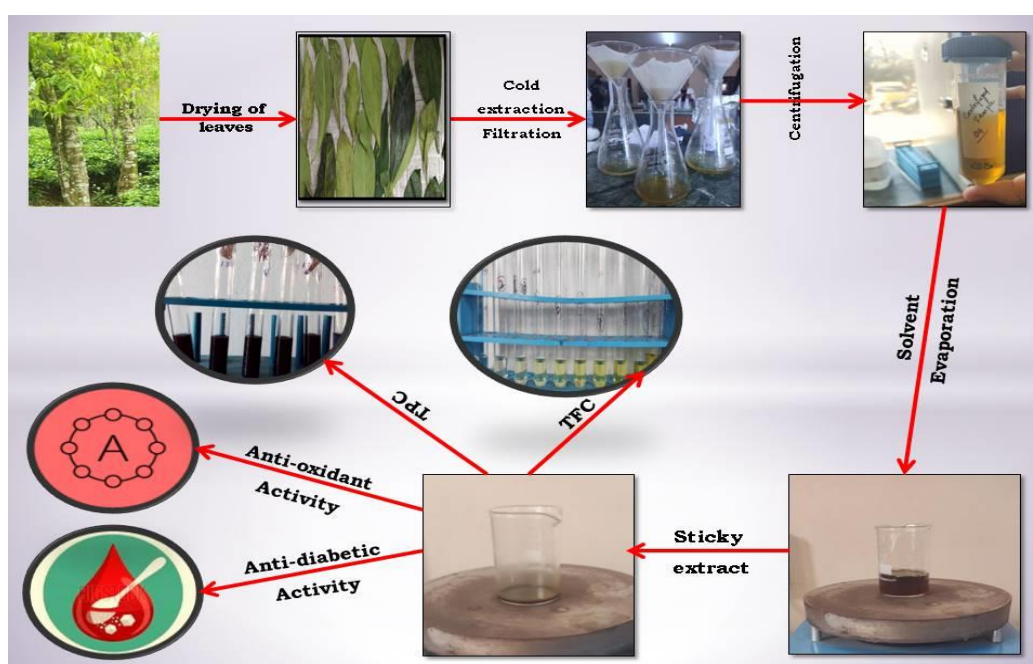 Drying of
leaves
Cold
extraction
Filtration
Centrifugation
Solvent
Evaporation
Sticky
extract
TPC
TFC
Anti-oxidant
Activity
Anti-diabetic
Activity
A